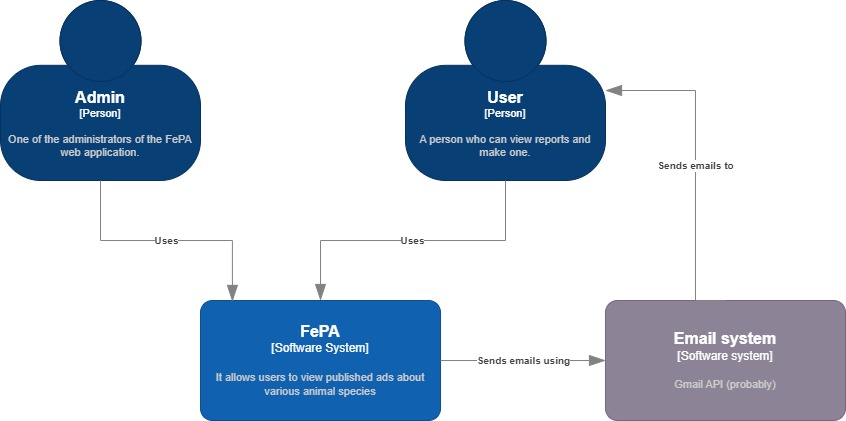 Admin
[Person]
One of the administrators of the FePA
web application.
User
[Person]
A person who can view reports and
make one.
Sends emails to
Uses
Uses
FePA
[Software System]
It allows users to view published ads about
various animal species
Sends emails using
Email system
[Software system]
Gmail API (probably)